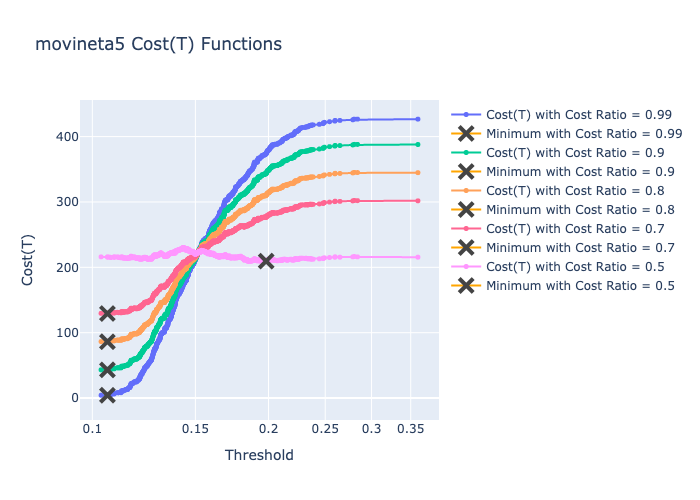 movineta5 Cost(T) Functions
Cost(T) with Cost Ratio = 0.99
Minimum with Cost Ratio = 0.99
Cost(T) with Cost Ratio = 0.9
Minimum with Cost Ratio = 0.9
Cost(T) with Cost Ratio = 0.8
Minimum with Cost Ratio = 0.8
Cost(T) with Cost Ratio = 0.7
Minimum with Cost Ratio = 0.7
Cost(T) with Cost Ratio = 0.5
Minimum with Cost Ratio = 0.5
Cost(T)
400
300
200
100
0
0.1 0.15 0.2 0.25 0.3 0.35
Threshold